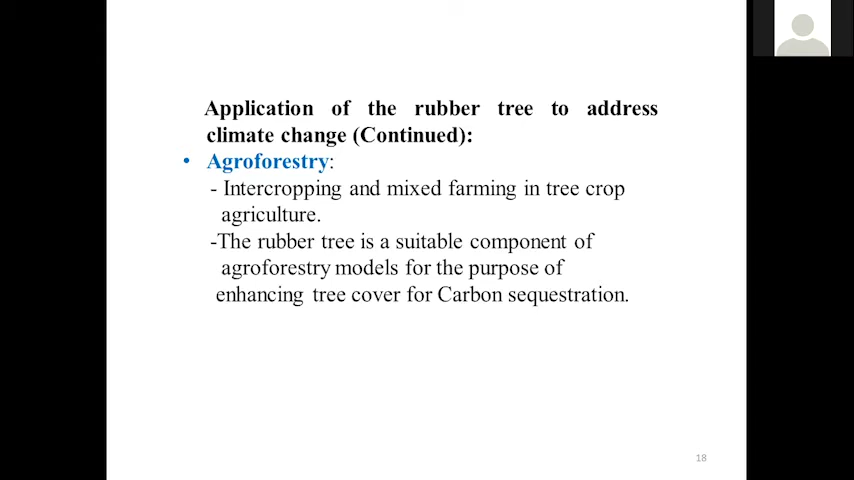 Application of the rubber tree to address
climate change (Continued):
• Agroforestry:
- Intercropping and mixed farming in tree crop
agriculture.
-The rubber tree is a suitable component of
agroforestry models for the purpose of
enhancing tree cover for Carbon sequestration.
18